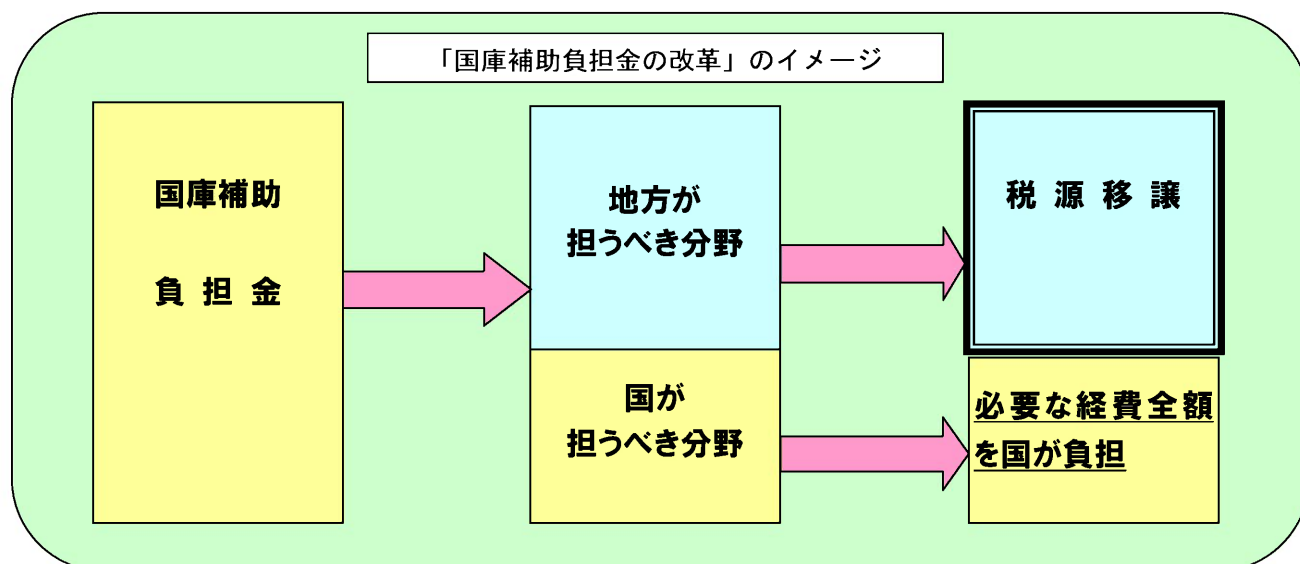 「国庫補助負担金の改革」のイメージ
国庫補助
負担金
地方が
担うべき分野
国が
担うべき分野
税源移譲
必要な経費全額
を国が負担